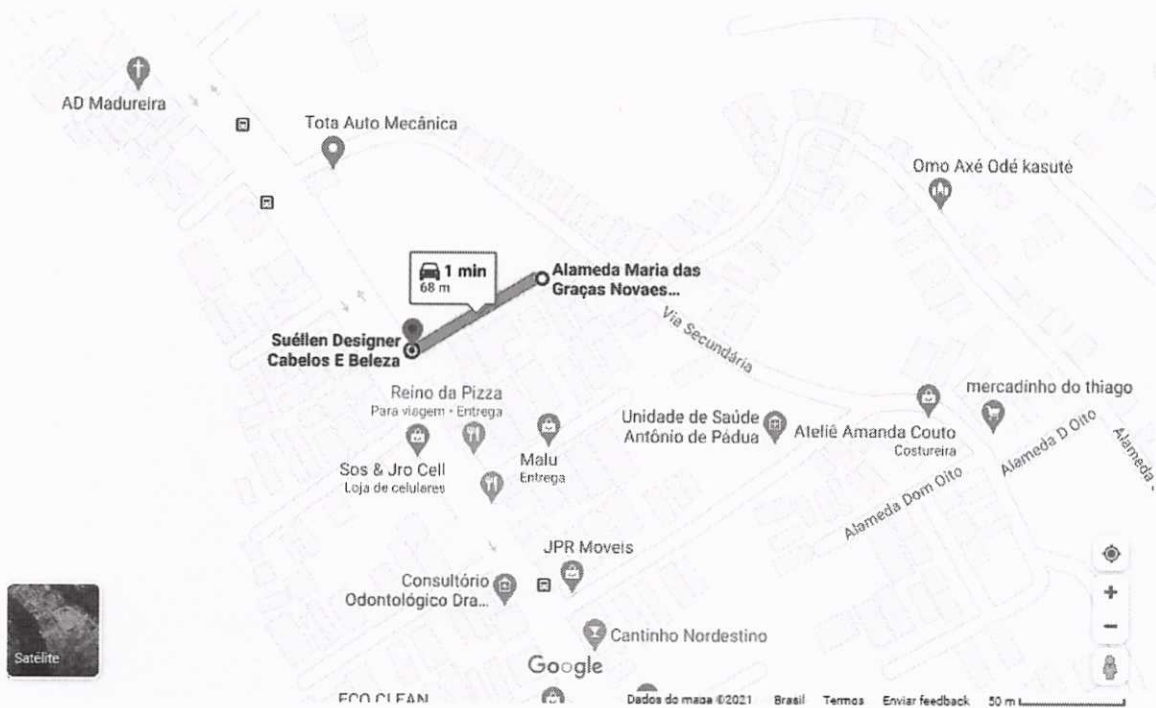 AD Madureira
Tota Auto Mecânica
Omo Axé Odé kasuté
1 min
68 m
Alameda Maria das
Graças Novaes...
Suéllen Designer
Cabelos E Beleza
Via Secundária
Reino da Pizza
Para viagem • Entrega
mercadinho do thiago
Unidade de Saúde
Antônio de Pádua
Ateliê Amanda Couto
Costureira
Malu
Entrega
Sos & Jro Cell
Loja de celulares
Alameda D Oito
Alameda
Alameda Dom Oito
JPR Moveis
Consultório
Odontológico Dra...
Cantinho Nordestino
Satélite
Google
ECO CLEAN
Dados do mapa ©2021 Brasil Termos Enviar feedback 50 m